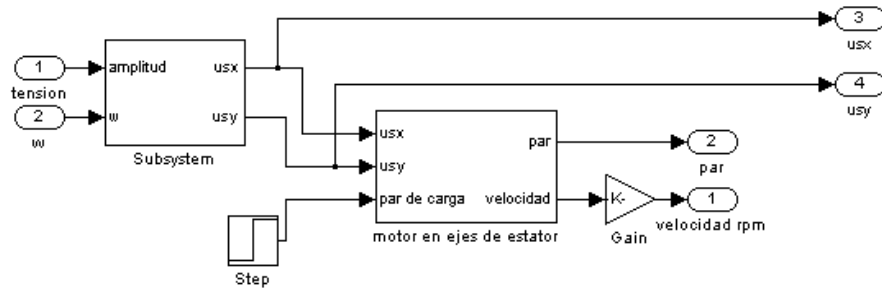 3
usx
1
tension
amplitud
usx
2
w
w
usy
Subsystem
4
usy
usx
usy
par de carga
par
velocidad
motor en ejes de estator
2
par
K-
Gain
1
velocidad rpm
Step